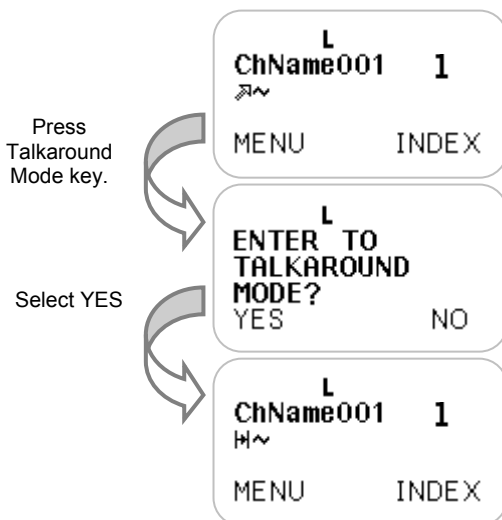 L
ChName001 1
MENU INDEX
Press
Talkaround
Mode key.
L
ENTER TO
TALKAROUND
MODE?
YES NO
Select YES
L
ChName001 1
MENU INDEX